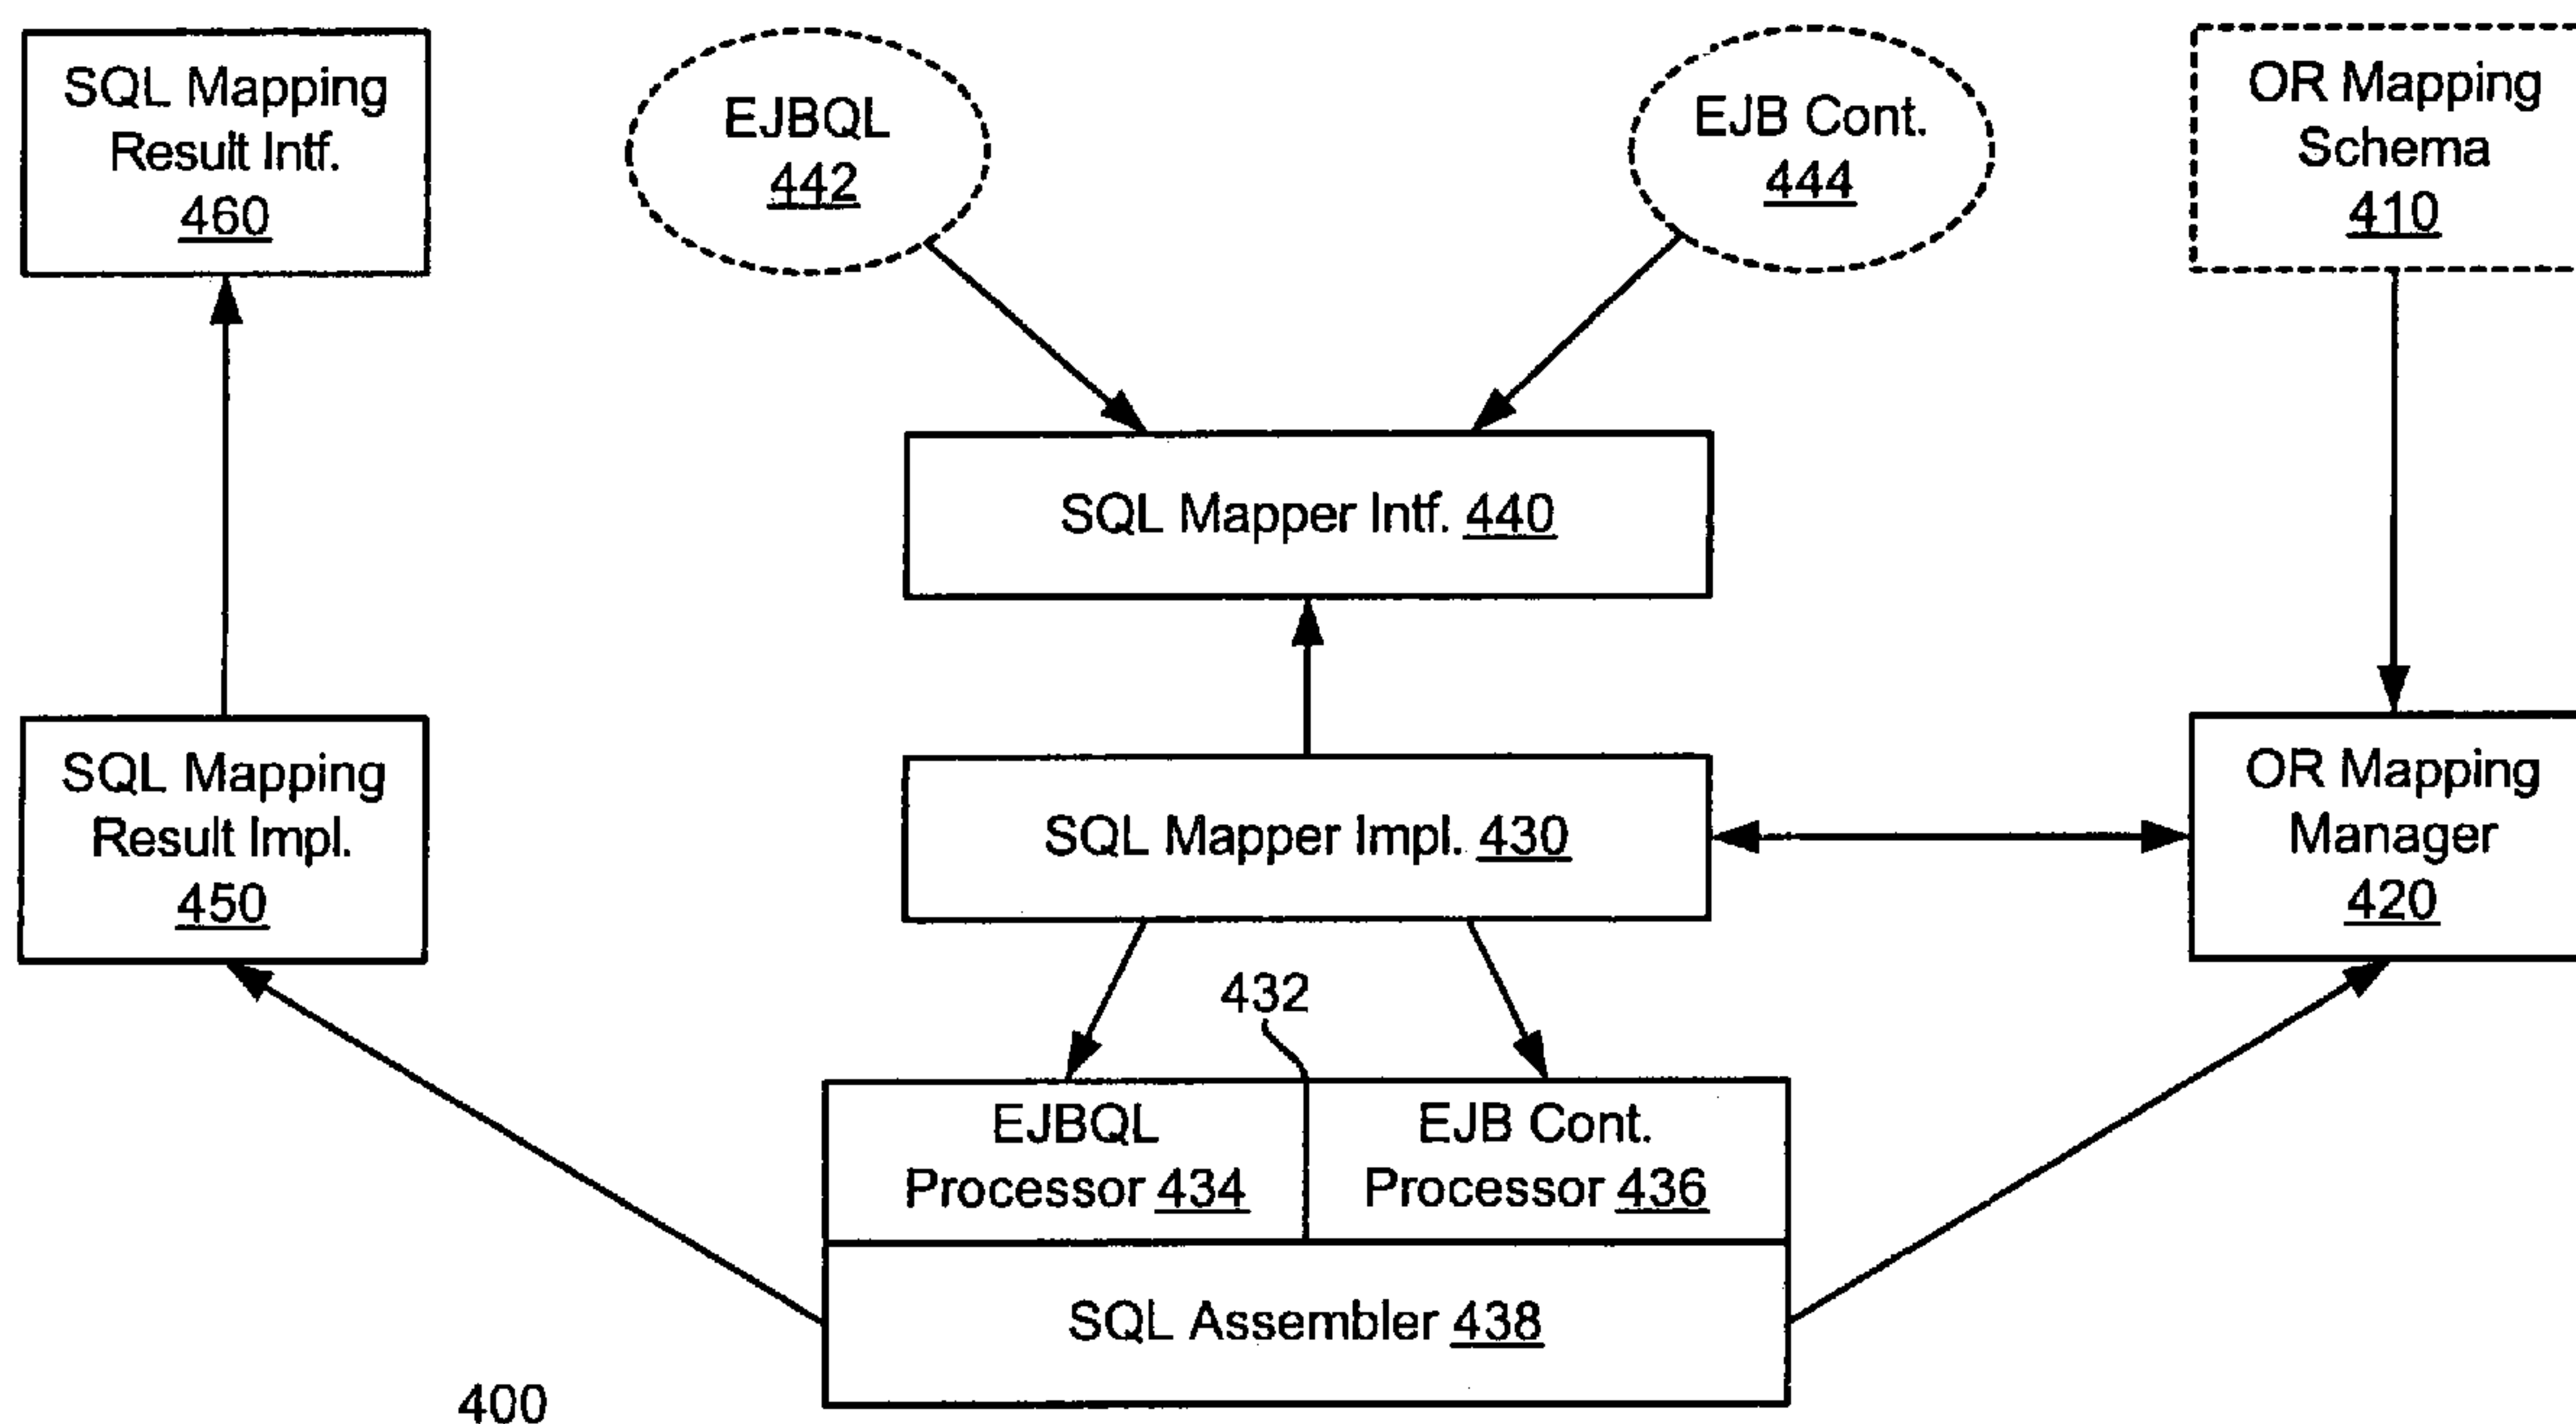 SQL Mapping
Result Intf.
460
EJBQL
442
EJB Cont.
444
OR Mapping
Schema
410
SQL Mapper Intf. 440
SQL Mapping
Result Impl.
450
SQL Mapper Impl. 430
OR Mapping
Manager
420
432
EJBQL
Processor 434
EJB Cont.
Processor 436
SQL Assembler 438
400